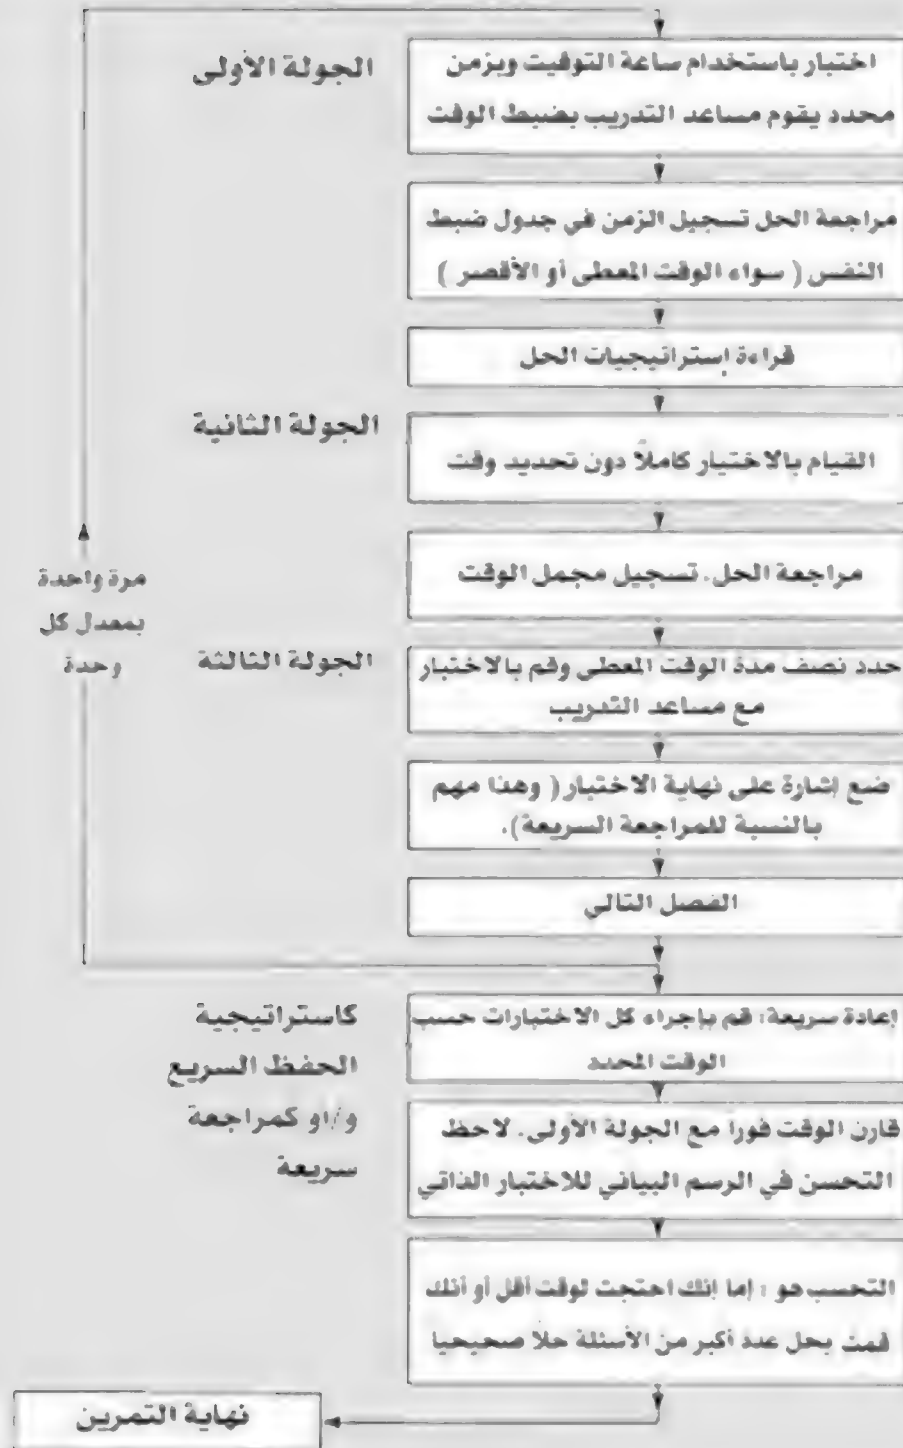 الجولة الأولى
اختبار باستخدام ساعة التوقيت وبزمن
محدد يقوم مساعد التدريب بضبط الوقت
مراجعة الحل تسجيل الزمن في جدول ضبط
النفس ( سواء الوقت المعطى أو الأقصر )
قراءة إستراتيجيات الحل
الجولة الثانية
القيام بالاختبار كاملاً دون تحديد وقت
مراجعة الحل. تسجيل مجمل الوقت
مرة واحدة
بمعدل كل
وحدة
الجولة الثالثة
حدد نصف مدة الوقت المعطى وقم بالاختبار
مع مساعد التدريب
ضع إشارة على نهاية الاختبار ( وهذا مهم
بالنسبة للمراجعة السريعة).
الفصل التالي
كاستراتيجية
الحفظ السريع
و/او كمراجعة
سريعة
إعادة سريعة: قم بإجراء كل الاختبارات حسب
الوقت المحدد
قارن الوقت فورا مع الجولة الأولى. لاحظ
التحسن في الرسم البياني للاختبار الذاتي
التحسب هو : إما إنك احتجت لوقت أقل أو أنك
قمت بحل عدد أكبر من الأسئلة حلاً صحيحيا
نهاية التمرين